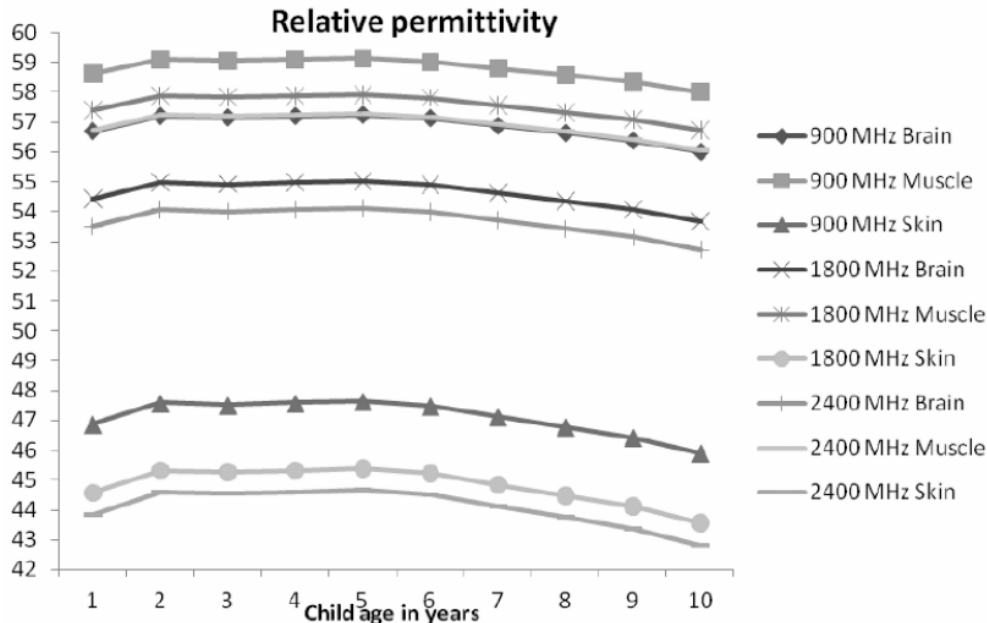 Relative permittivity
60
59
58
57
56
55
54
53
52
51
50
49
48
47
46
45
44
43
42
1 2 3 4 5 6 7 8 9 10
Child age in years
900 MHz Brain
900 MHz Muscle
900 MHz Skin
1800 MHz Brain
1800 MHz Muscle
1800 MHz Skin
2400 MHz Brain
2400 MHz Muscle
2400 MHz Skin